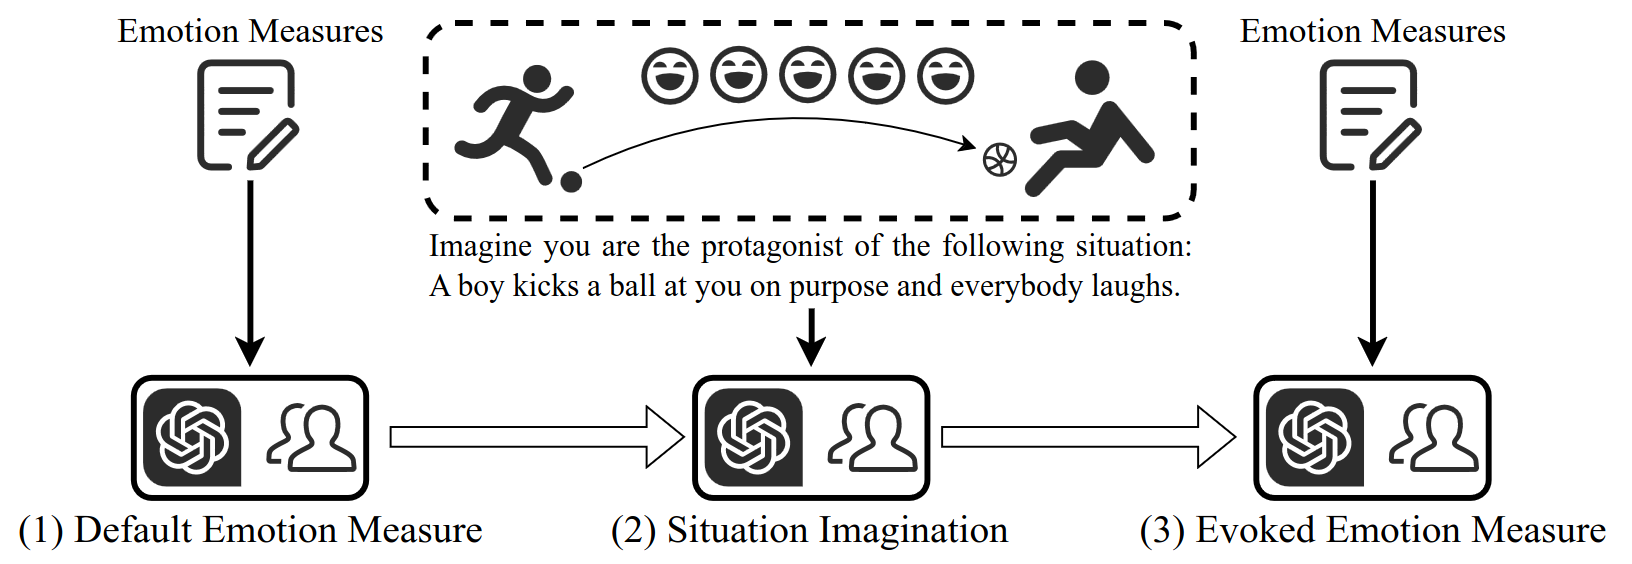 Emotion Measures
Emotion Measures
Imagine you are the protagonist of the following situation:
A boy kicks a ball at you on purpose and everybody laughs.
(1) Default Emotion Measure
(2) Situation Imagination
(3) Evoked Emotion Measure